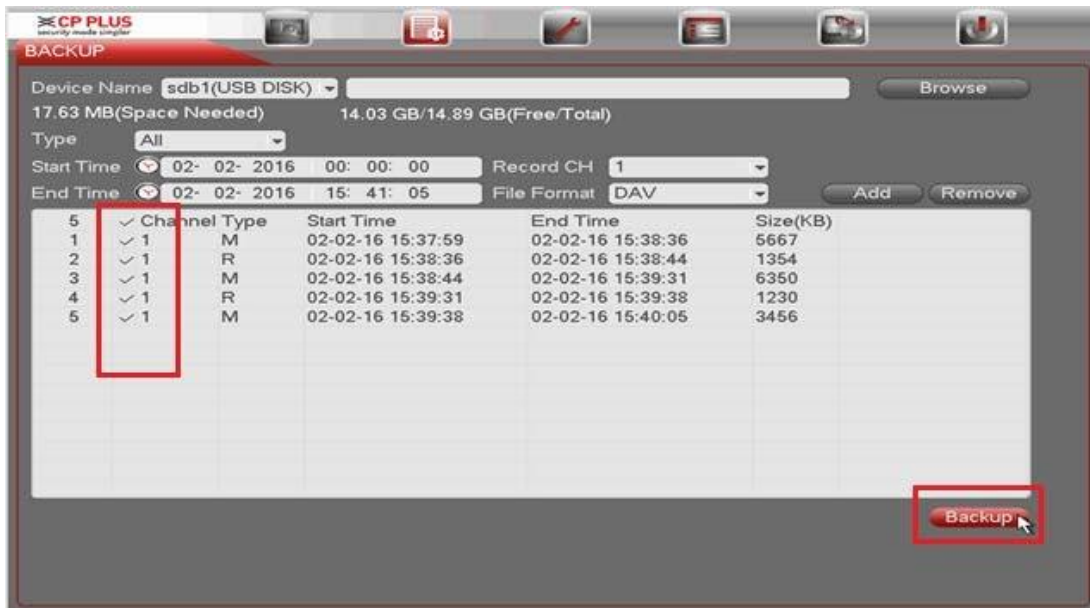 CP PLUS
security made simpler
BACKUP
Device Name sdb1(USB DISK) Browse
17.63 MB(Space Needed) 14.03 GB/14.89 GB(Free/Total)
Type All
Start Time 02- 02- 2016 00: 00: 00 Record CH 1
End Time 02- 02- 2016 15: 41: 05 File Format DAV Add Remove
5 Channel Type Start Time End Time Size(KB)
1 1 M 02-02-16 15:37:59 02-02-16 15:38:36 5667
2 1 R 02-02-16 15:38:36 02-02-16 15:38:44 1354
3 1 M 02-02-16 15:38:44 02-02-16 15:39:31 6350
4 1 R 02-02-16 15:39:31 02-02-16 15:39:38 1230
5 1 M 02-02-16 15:39:38 02-02-16 15:40:05 3456
Backup